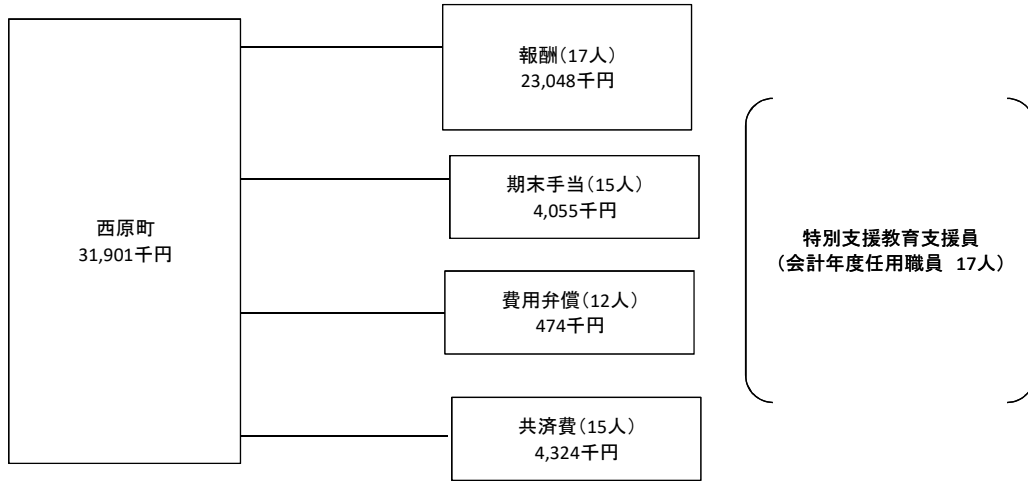 西原町
31,901千円
報酬(17人)
23,048千円
期末手当(15人)
4,055千円
費用弁償(12人)
474千円
共済費(15人)
4,324千円
特別支援教育支援員
(会計年度任用職員 17人)